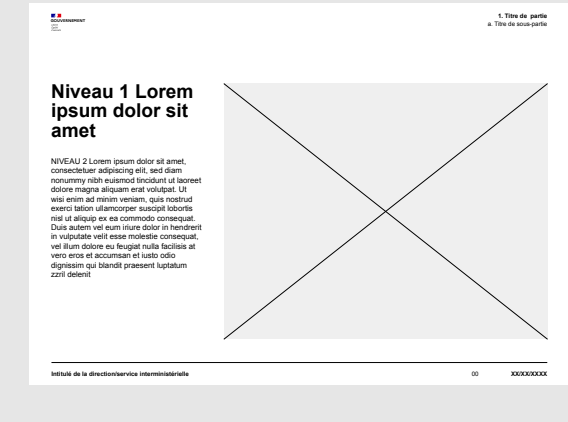 GOUVERNEMENT
1. Titre de partie
a. Titre de sous-partie
Niveau 1 Lorem
ipsum dolor sit
amet
NIVEAU 2 Lorem ipsum dolor sit amet,
consectetuer adipiscing elit, sed diam
nonummy nibh euismod tincidunt ut laoreet
dolore magna aliquam erat volutpat. Ut
wisi enim ad minim veniam, quis nostrud
exerci tation ullamcorper suscipit lobortis
nisl ut aliquip ex ea commodo consequat.
Duis autem vel eum iriure dolor in hendrerit
in vulputate velit esse molestie consequat,
vel illum dolore eu feugiat nulla facilisis at
vero eros et accumsan et iusto odio
dignissim qui blandit praesent luptatum
zzril delenit
Intitulé de la direction/service interministérielle
00
XX/XX/XXXX